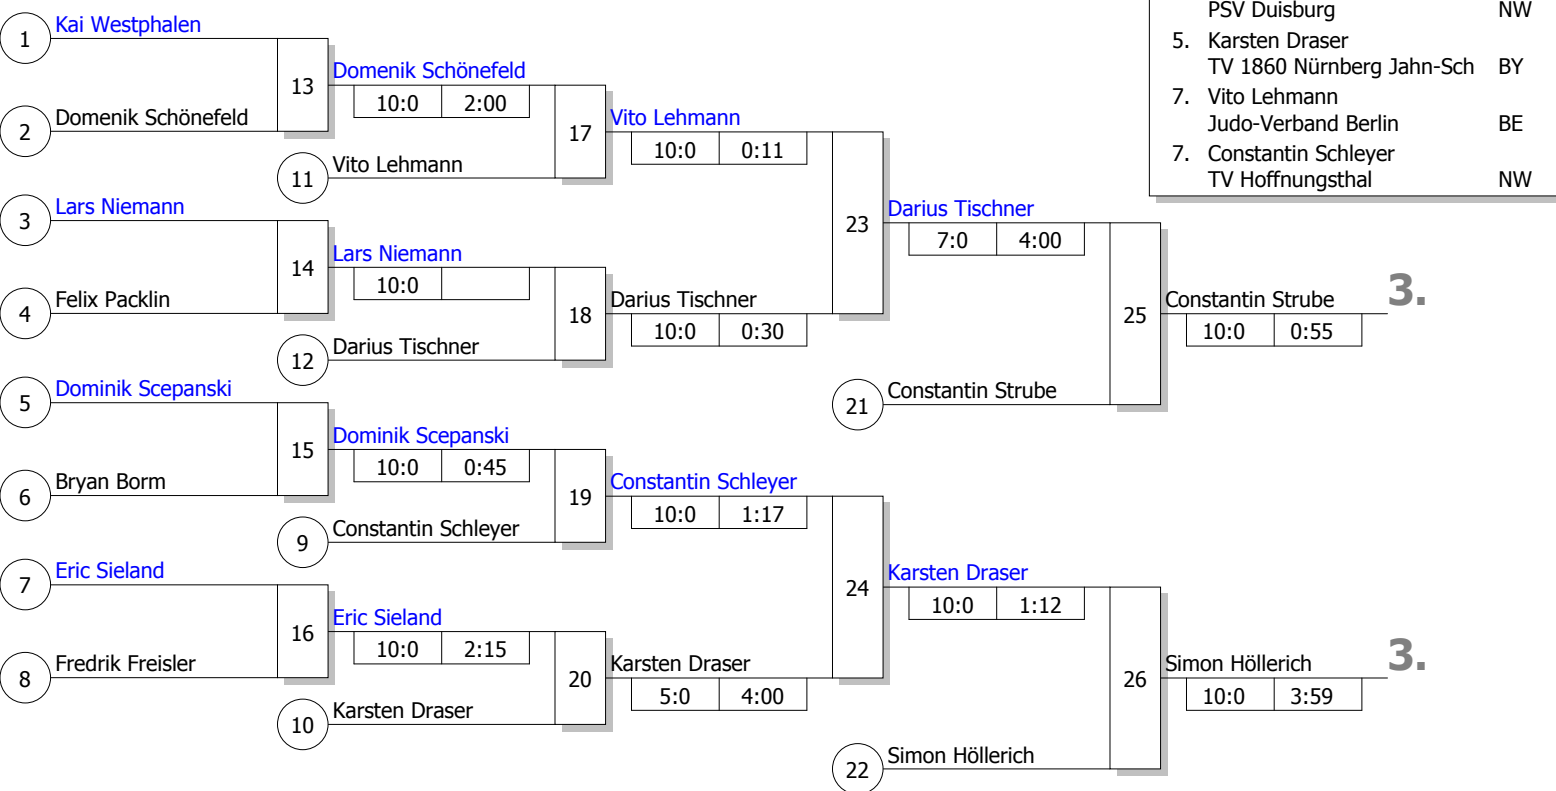 PSV Duisburg NW
5. Karsten Draser
TV 1860 Nürnberg Jahn-Sch BY
7. Vito Lehmann
Judo-Verband Berlin BE
7. Constantin Schleyer
TV Hoffnungsthal NW
1 Kai Westphalen
2 Domenik Schönefeld
3 Lars Niemann
4 Felix Packlin
5 Dominik Scepanski
6 Bryan Borm
7 Eric Sieland
8 Fredrik Freisler
13
Domenik Schönefeld
10:0 2:00
11 Vito Lehmann
14
Lars Niemann
10:0
12 Darius Tischner
15
Dominik Scepanski
10:0 0:45
9 Constantin Schleyer
16
Eric Sieland
10:0 2:15
10 Karsten Draser
17
Vito Lehmann
10:0 0:11
18
Darius Tischner
10:0 0:30
19
Constantin Schleyer
10:0 1:17
20
Karsten Draser
5:0 4:00
23
Darius Tischner
7:0 4:00
21 Constantin Strube
24
Karsten Draser
10:0 1:12
22 Simon Höllerich
25
Constantin Strube 3.
10:0 0:55
26
Simon Höllerich 3.
10:0 3:59